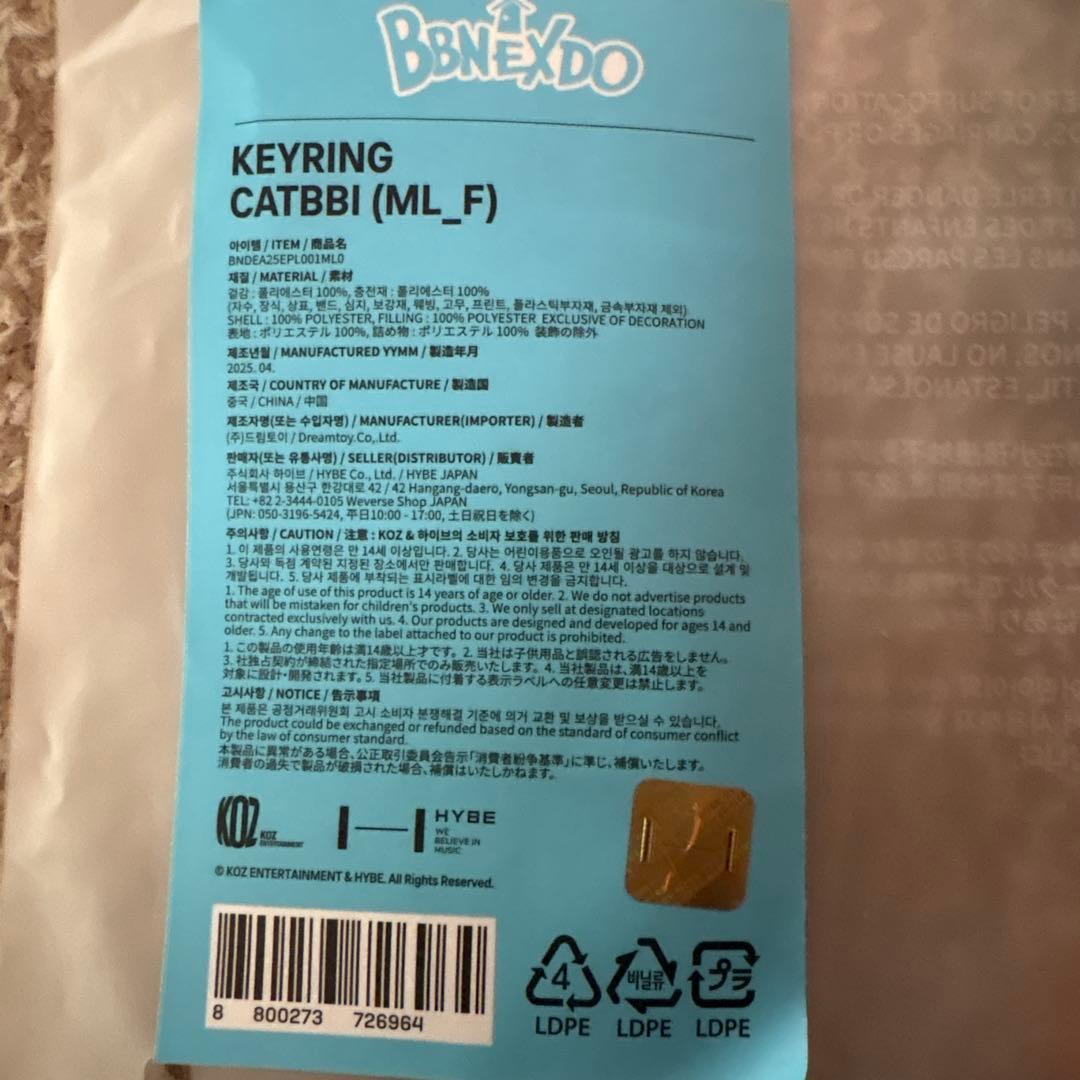 BBNEXDO
KEYRING
CATBBI (ML_F)
아이템 / ITEM / 商品名
BNDEA25EPL001ML0
재질 / MATERIAL / 素材
겉감 : 폴리에스터 100%, 충전재 : 폴리에스터 100%
(자수, 장식, 상표, 밴드, 심지, 보강재, 웨빙, 고무, 프린트, 플라스틱부자재, 금속부자재 제외)
SHELL : 100% POLYESTER, FILLING : 100% POLYESTER EXCLUSIVE OF DECORATION
表地 : ポリエステル 100%, 詰め物 : ポリエステル 100% 装飾の除外
제조년월 / MANUFACTURED YYMM / 製造年月
2025. 04.
제조국 / COUNTRY OF MANUFACTURE / 製造国
중국 / CHINA / 中国
제조자명(또는 수입자명) / MANUFACTURER(IMPORTER) / 製造者
(주)드림토이 / Dreamtoy.Co,.Ltd.
판매자(또는 유통사명) / SELLER(DISTRIBUTOR) / 販賣者
주식회사 하이브 / HYBE Co., Ltd. / HYBE JAPAN
서울특별시 용산구 한강대로 42 / 42 Hangang-daero, Yongsan-gu, Seoul, Republic of Korea
TEL: +82 2-3444-0105 Weverse Shop JAPAN
(JPN: 050-3196-5424, 平日10:00 - 17:00, 土日祝日を除く)
주의사항 / CAUTION / 注意 : KOZ & 하이브의 소비자 보호를 위한 판매 방침
1. 이 제품의 사용연령은 만 14세 이상입니다. 2. 당사는 어린이용품으로 오인될 광고를 하지 않습니다.
3. 당사와 독점 계약된 지정된 장소에서만 판매합니다. 4. 당사 제품은 만 14세 이상을 대상으로 설계 및
개발됩니다. 5. 당사 제품에 부착되는 표시라벨에 대한 임의 변경을 금지합니다.
1. The age of use of this product is 14 years of age or older. 2. We do not advertise products
that will be mistaken for children's products. 3. We only sell at designated locations
contracted exclusively with us. 4. Our products are designed and developed for ages 14 and
older. 5. Any change to the label attached to our product is prohibited.
1. この製品の使用年齢は満14歳以上才です。2. 当社は子供用品と誤認される広告をしません。
3. 社独占契約が締結された指定場所でのみ販売いたします。4. 当社製品は、満14歳以上を
対象に設計・開発されます。5. 当社製品に付着する表示ラベルへの任意変更は禁止します。
고시사항 / NOTICE / 告示事項
본 제품은 공정거래위원회 고시 소비자 분쟁해결 기준에 의거 교환 및 보상을 받으실 수 있습니다.
The product could be exchanged or refunded based on the standard of consumer conflict
by the law of consumer standard.
本製品に異常がある場合、公正取引委員会告示「消費者紛争基準」に準じ、補償いたします。
消費者の過失で製品が破損された場合、補償はいたしかねます。
KOZ KOZ ENTERTAINMENT
HYBE
WE
BELIEVE IN
MUSIC
© KOZ ENTERTAINMENT & HYBE. All Rights Reserved.
8 800273 726964
4 비닐류 プラ
LDPE LDPE LDPE